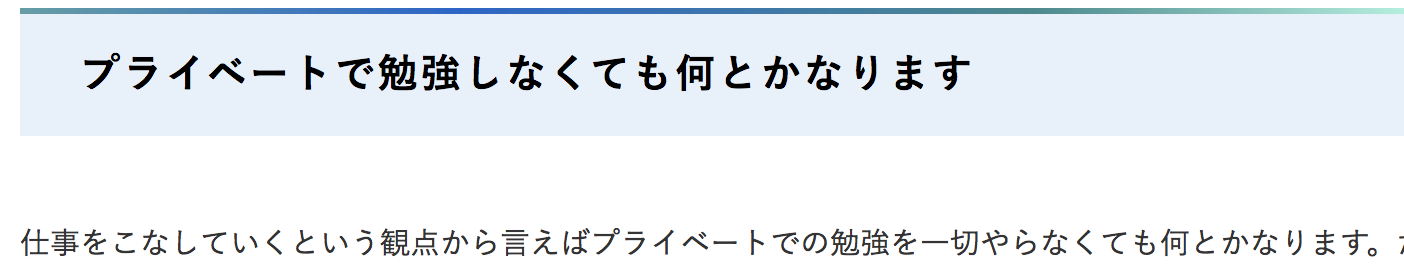 プライベートで勉強しなくても何とかなります
仕事をこなしていくという観点から言えばプライベートでの勉強を一切やらなくても何とかなります。